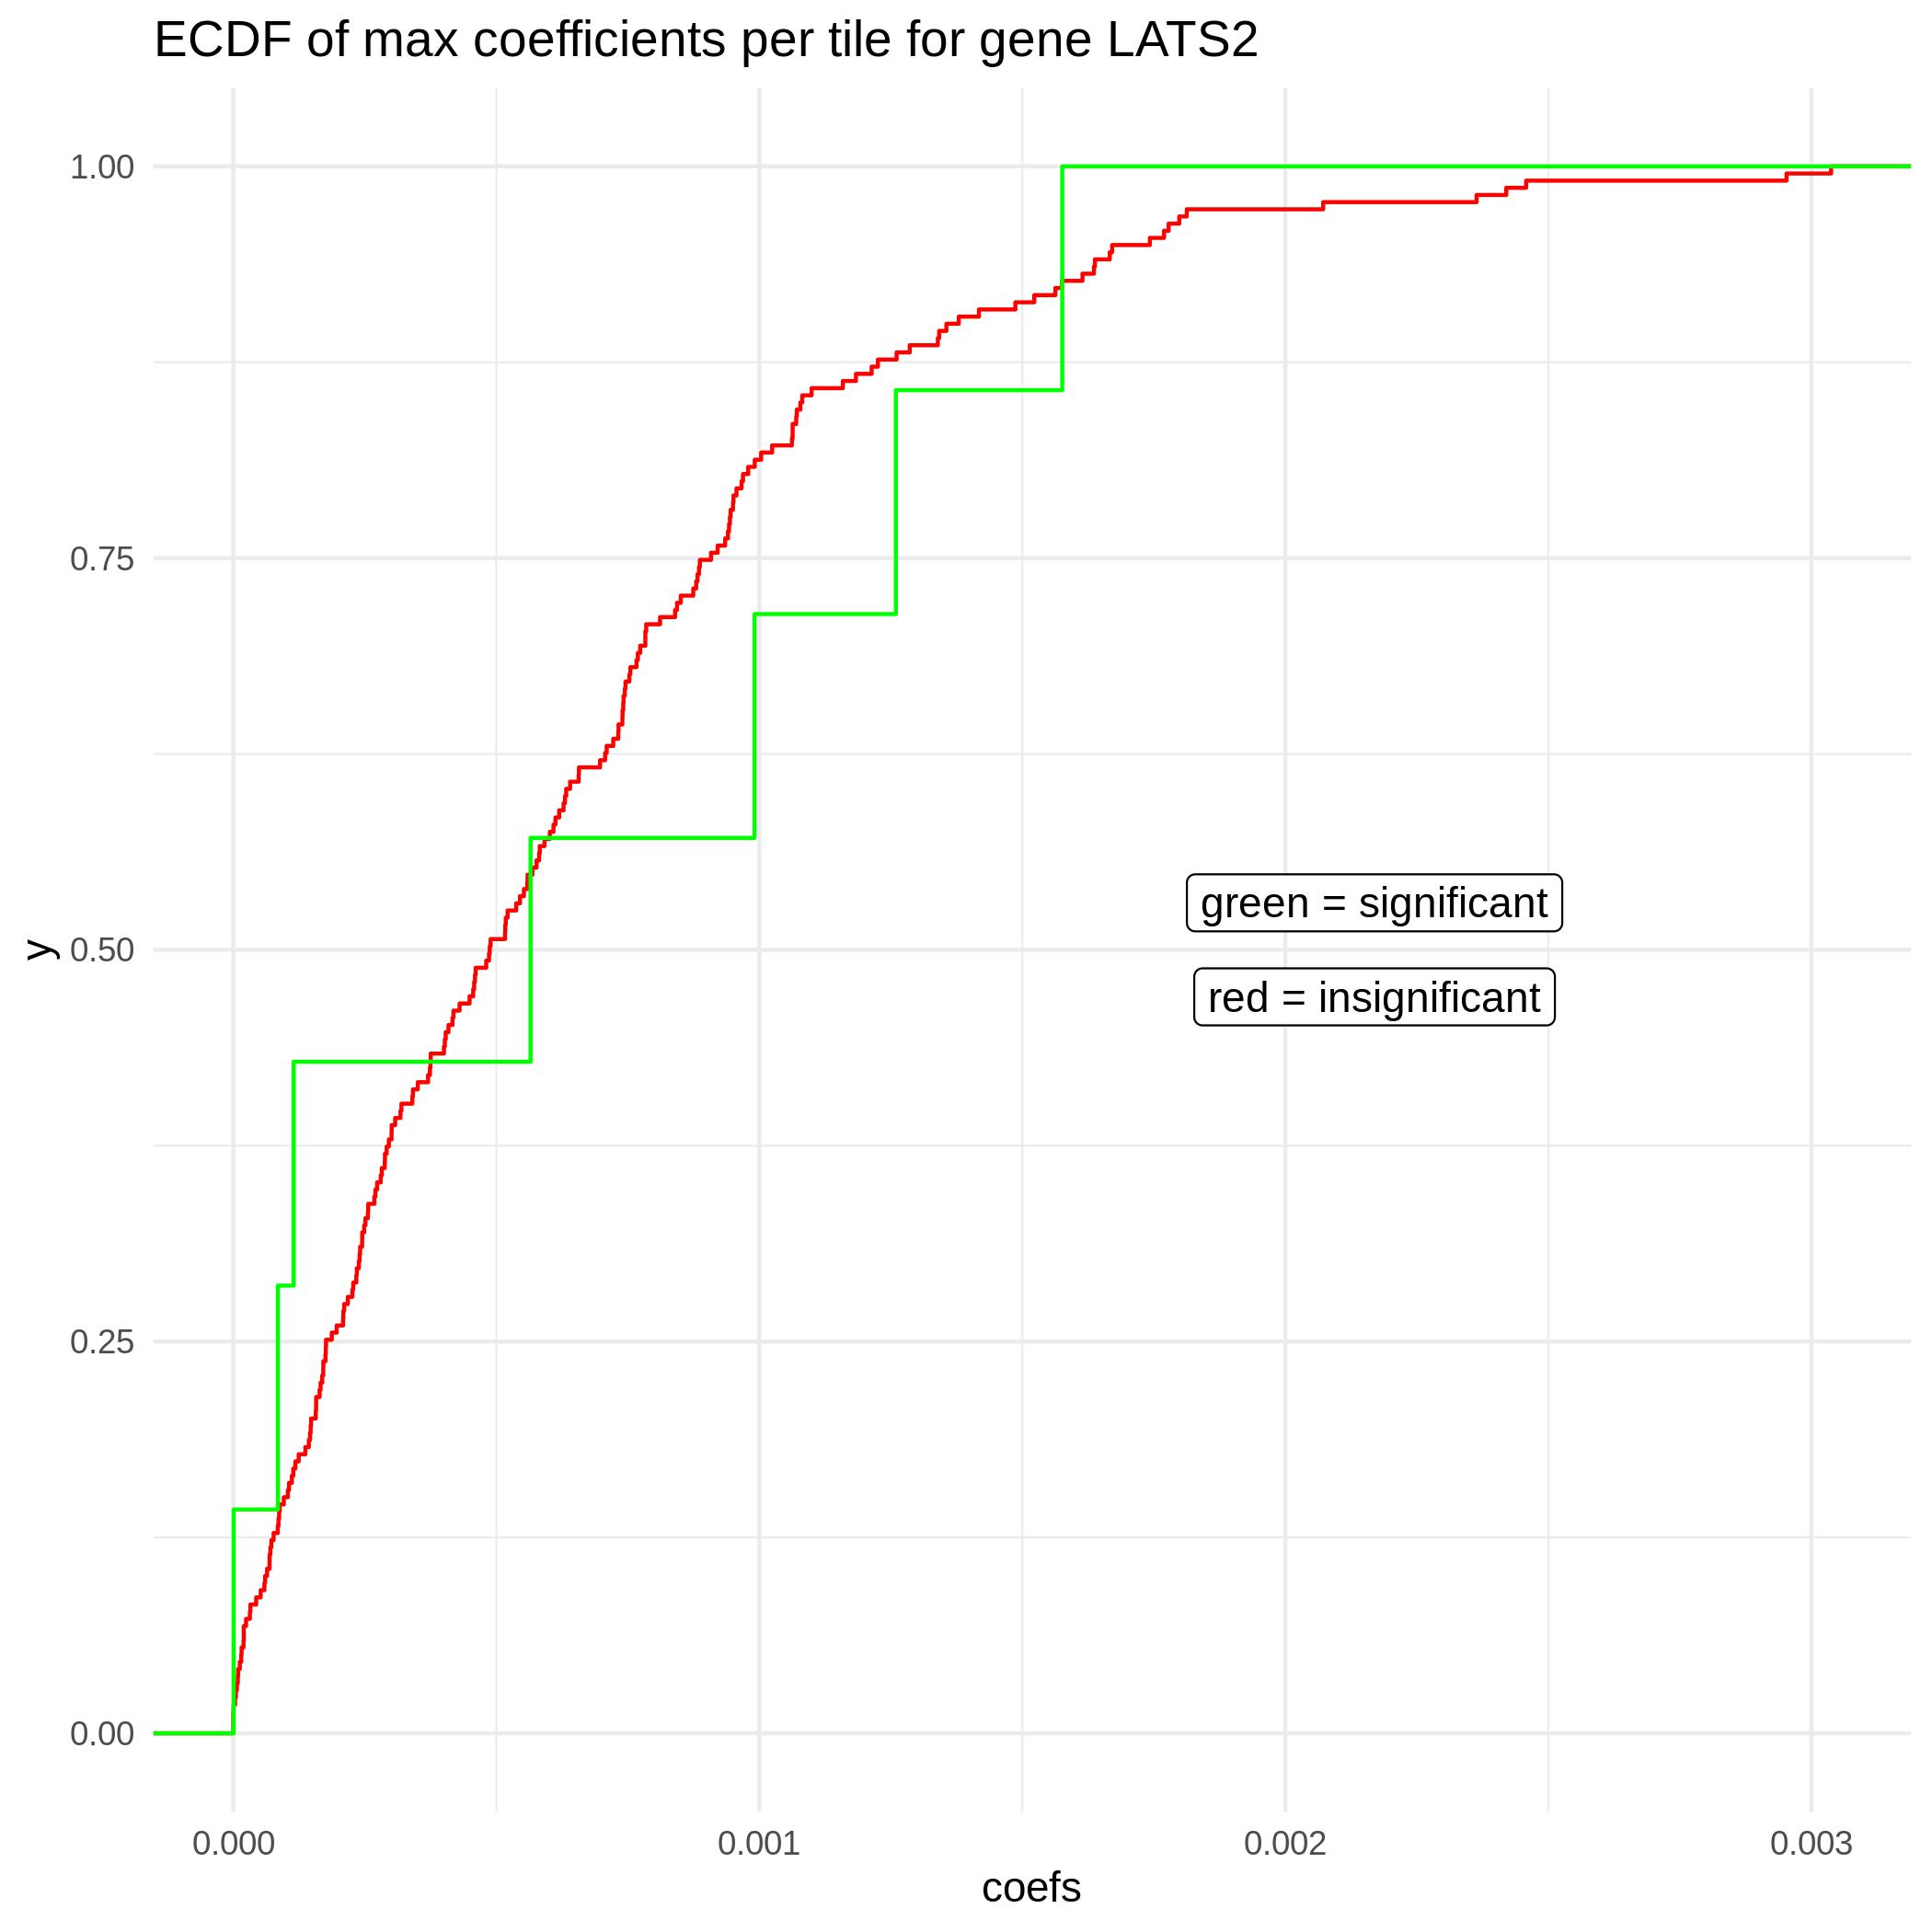 ECDF of max coefficients per tile for gene LATS2
1.00
0.75
0.50
0.25
0.00
y
green = significant
red = insignificant
0.000 0.001 0.002 0.003
coefs